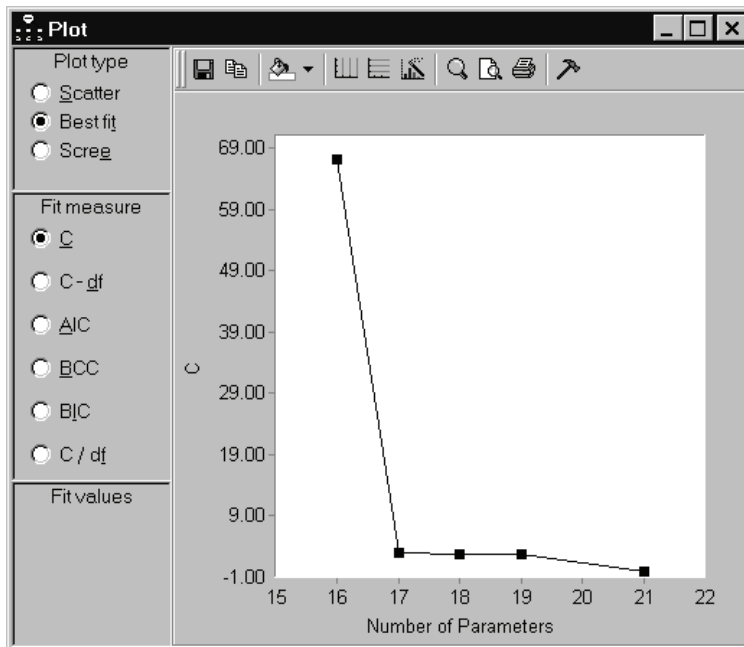 Plot
Plot type
Scatter
Best fit
Scree
Fit measure
C
C - df
AIC
BCC
BIC
C / df
Fit values
69.00
59.00
49.00
39.00
29.00
19.00
9.00
-1.00
C
15 16 17 18 19 20 21 22
Number of Parameters